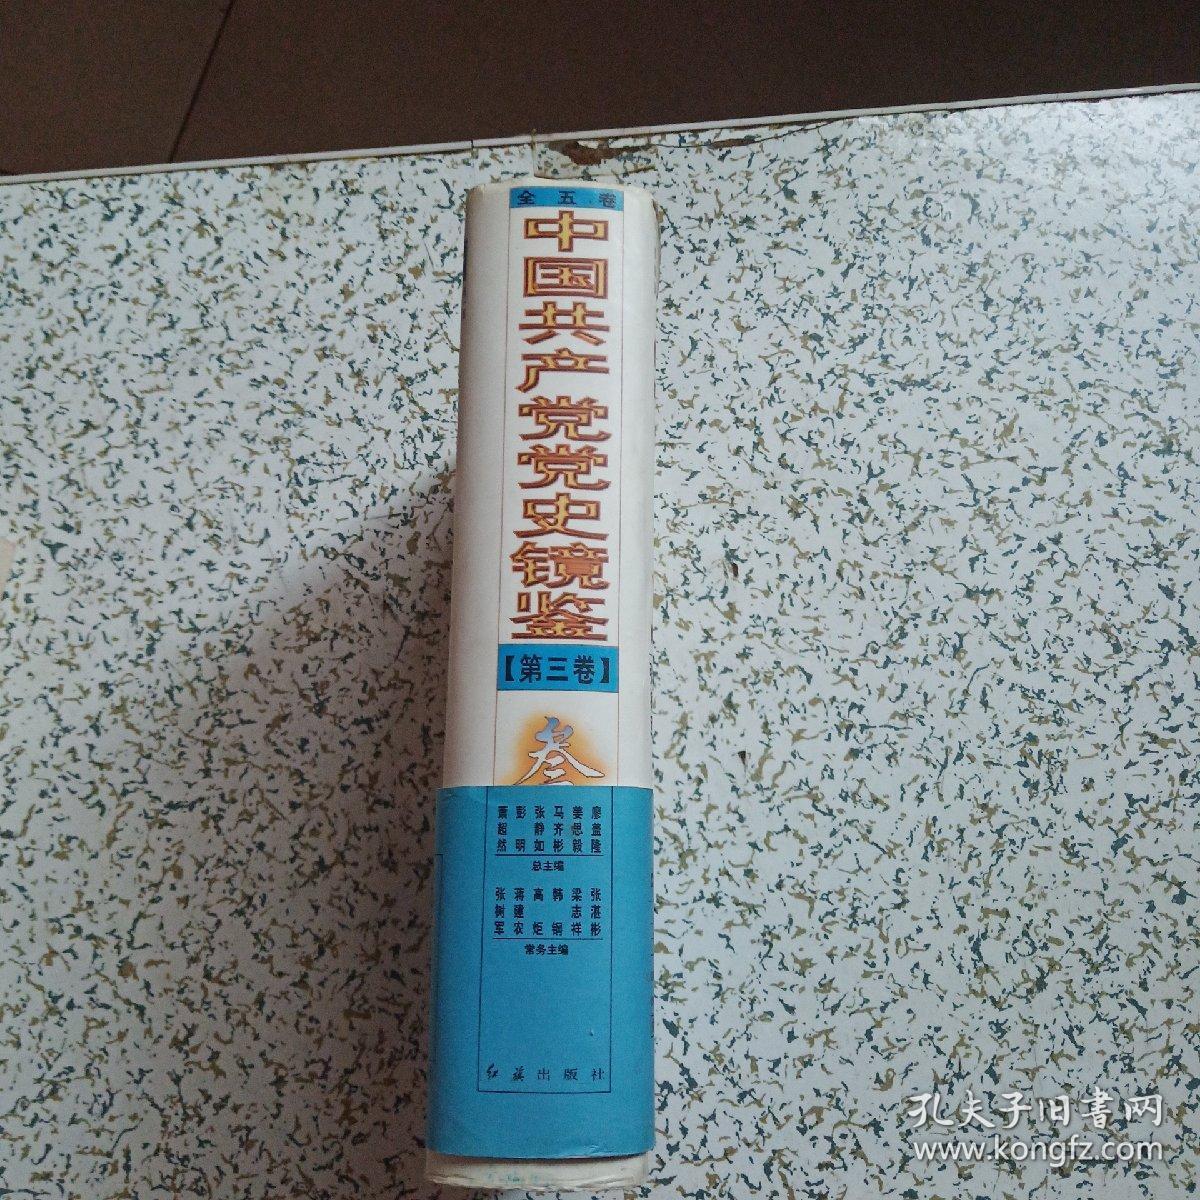 全五卷
中国共产党党史镜鉴
【第三卷】
叁
廖盖隆
姜思毅
马齐彬
张静如
彭明
萧超然
总主编
张湛彬
梁志祥
韩钢
高炬
蒋建农
张树军
常务主编
红旗出版社
孔夫子旧书网
www.kongfz.com